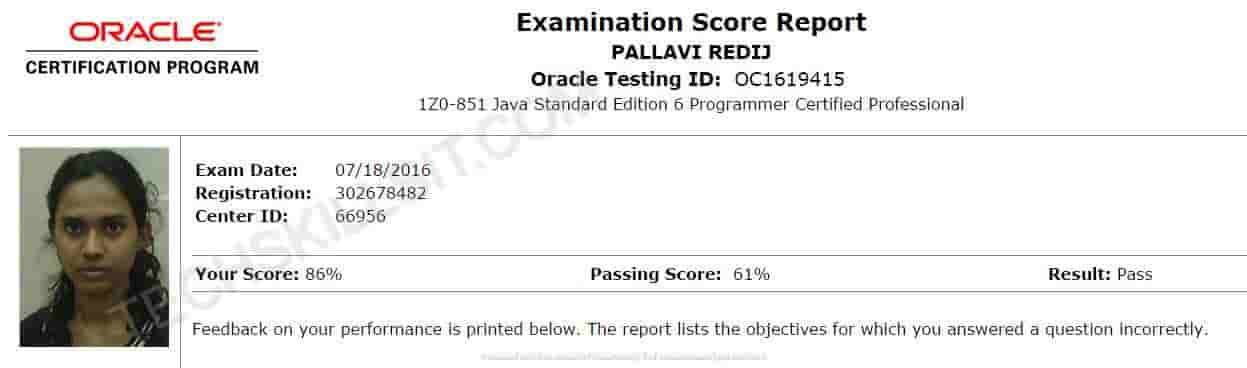 ORACLE
CERTIFICATION PROGRAM
Examination Score Report
PALLAVI REDIJ
Oracle Testing ID: OC1619415
1Z0-851 Java Standard Edition 6 Programmer Certified Professional
Exam Date: 07/18/2016
Registration: 302678482
Center ID: 66956
Your Score: 86% Passing Score: 61% Result: Pass
Feedback on your performance is printed below. The report lists the objectives for which you answered a question incorrectly.